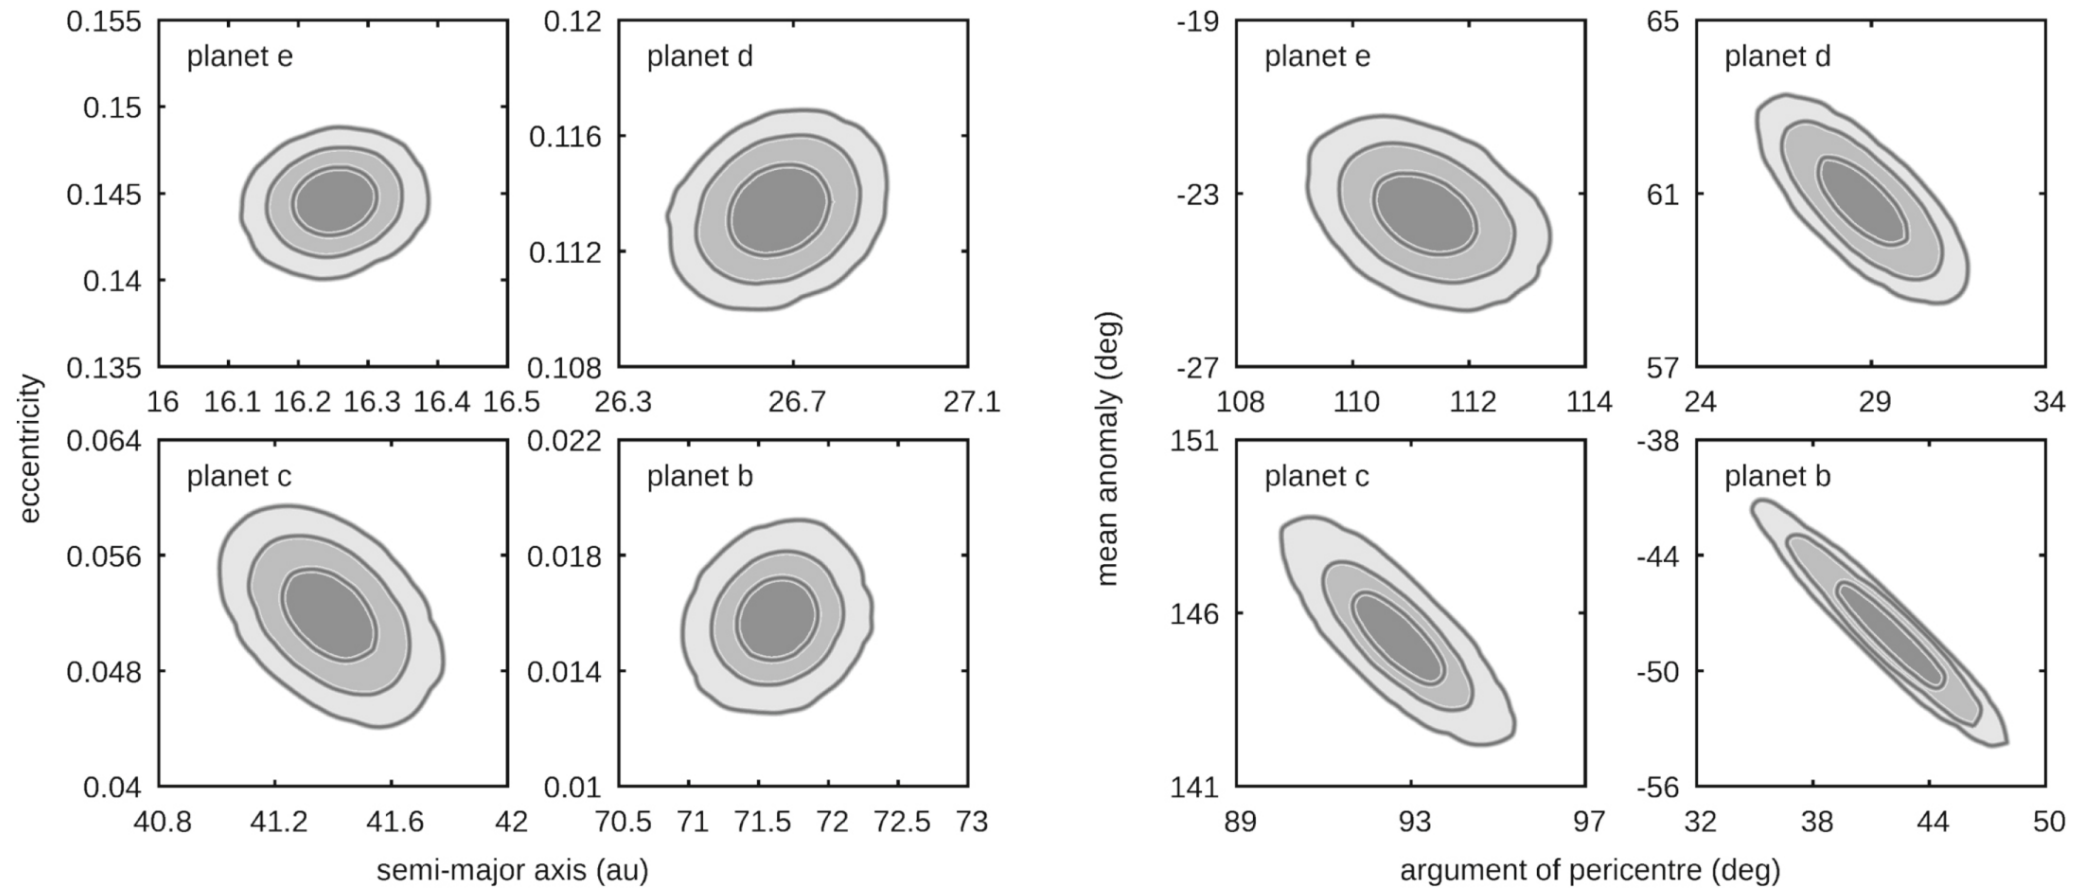 0.155
0.15
0.145
0.14
0.135
planet e
16 16.1 16.2 16.3 16.4 16.5
0.12
0.116
0.112
0.108
planet d
26.3 26.7 27.1
0.064
0.056
0.048
0.04
planet c
40.8 41.2 41.6 42
0.022
0.018
0.014
0.01
planet b
70.5 71 71.5 72 72.5 73
eccentricity
semi-major axis (au)
-19
-23
-27
planet e
108 110 112 114
65
61
57
planet d
24 29 34
151
146
141
planet c
89 93 97
-38
-44
-50
-56
planet b
32 38 44 50
mean anomaly (deg)
argument of pericentre (deg)